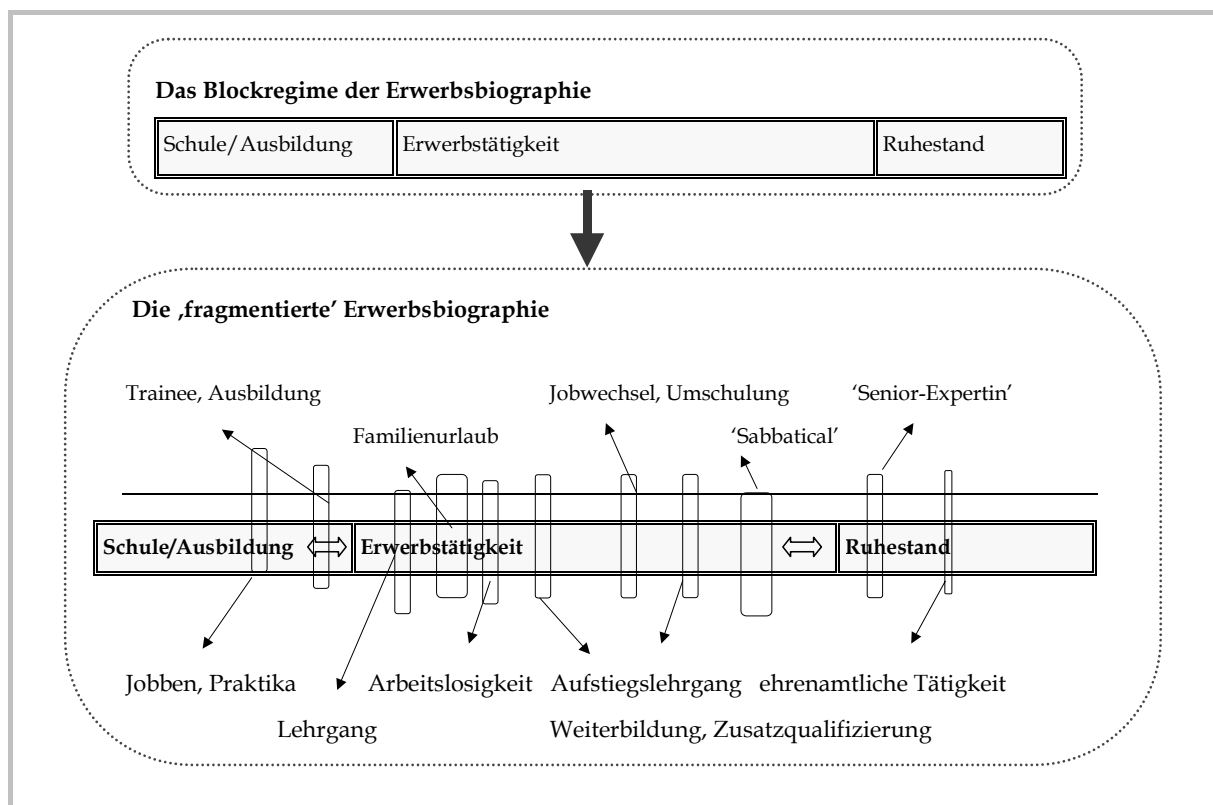 Das Blockregime der Erwerbsbiographie
Schule/Ausbildung Erwerbstätigkeit Ruhestand
Die ‚fragmentierte’ Erwerbsbiographie
Trainee, Ausbildung Jobwechsel, Umschulung ‘Senior-Expertin’
Familienurlaub ‘Sabbatical’
Schule/Ausbildung Erwerbstätigkeit Ruhestand
Jobben, Praktika Arbeitslosigkeit Aufstiegslehrgang ehrenamtliche Tätigkeit
Lehrgang Weiterbildung, Zusatzqualifizierung